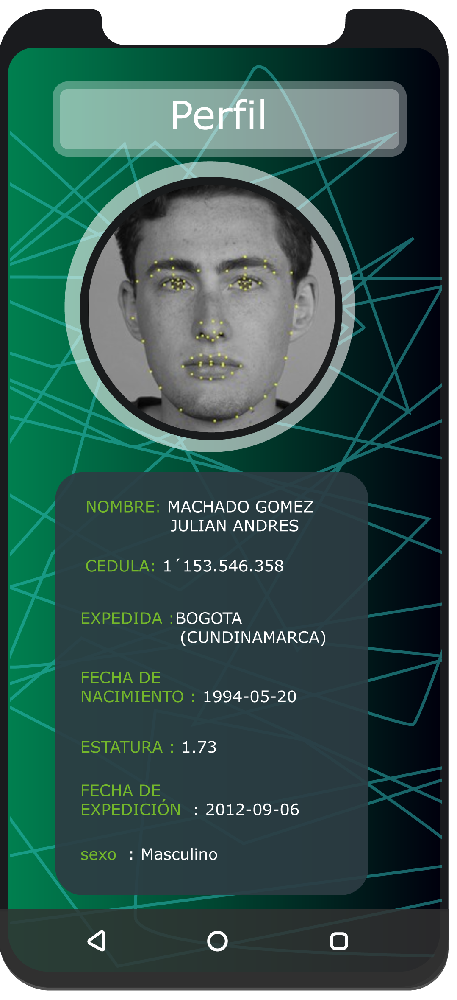 Perfil
NOMBRE: MACHADO GOMEZ
JULIAN ANDRES
CEDULA: 1´153.546.358
EXPEDIDA :BOGOTA
(CUNDINAMARCA)
FECHA DE
NACIMIENTO : 1994-05-20
ESTATURA : 1.73
FECHA DE
EXPEDICIÓN : 2012-09-06
sexo : Masculino